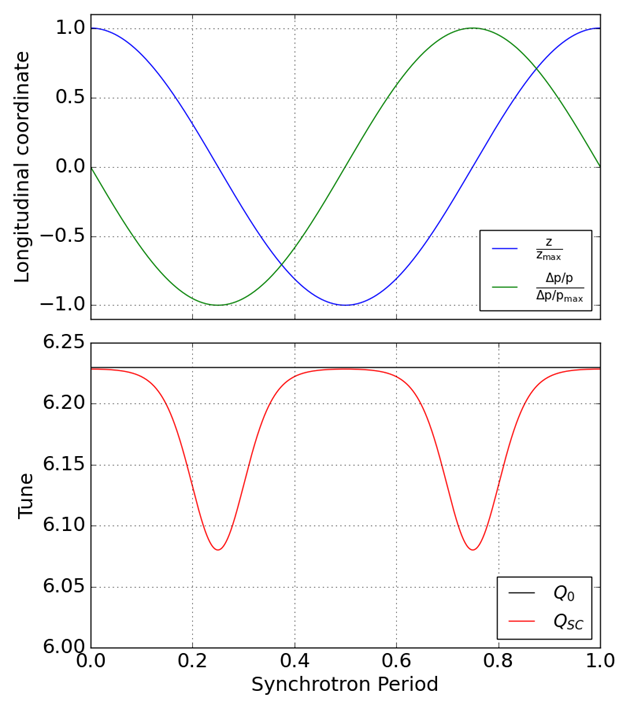 1.0
0.5
0.0
−0.5
−1.0
Longitudinal coordinate
z
z_max
Δp/p
Δp/p_max
6.25
6.20
6.15
6.10
6.05
6.00
Tune
Q_0
Q_SC
0.0 0.2 0.4 0.6 0.8 1.0
Synchrotron Period